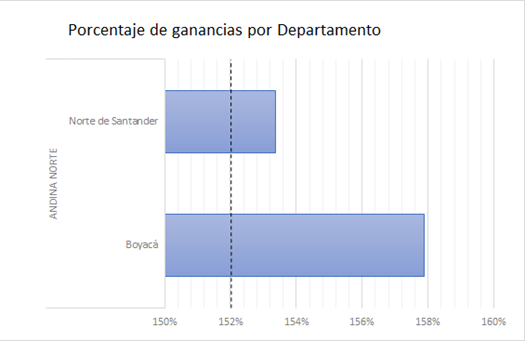 Porcentaje de ganancias por Departamento
ANDINA NORTE
Norte de Santander
Boyacá
150% 152% 154% 156% 158% 160%